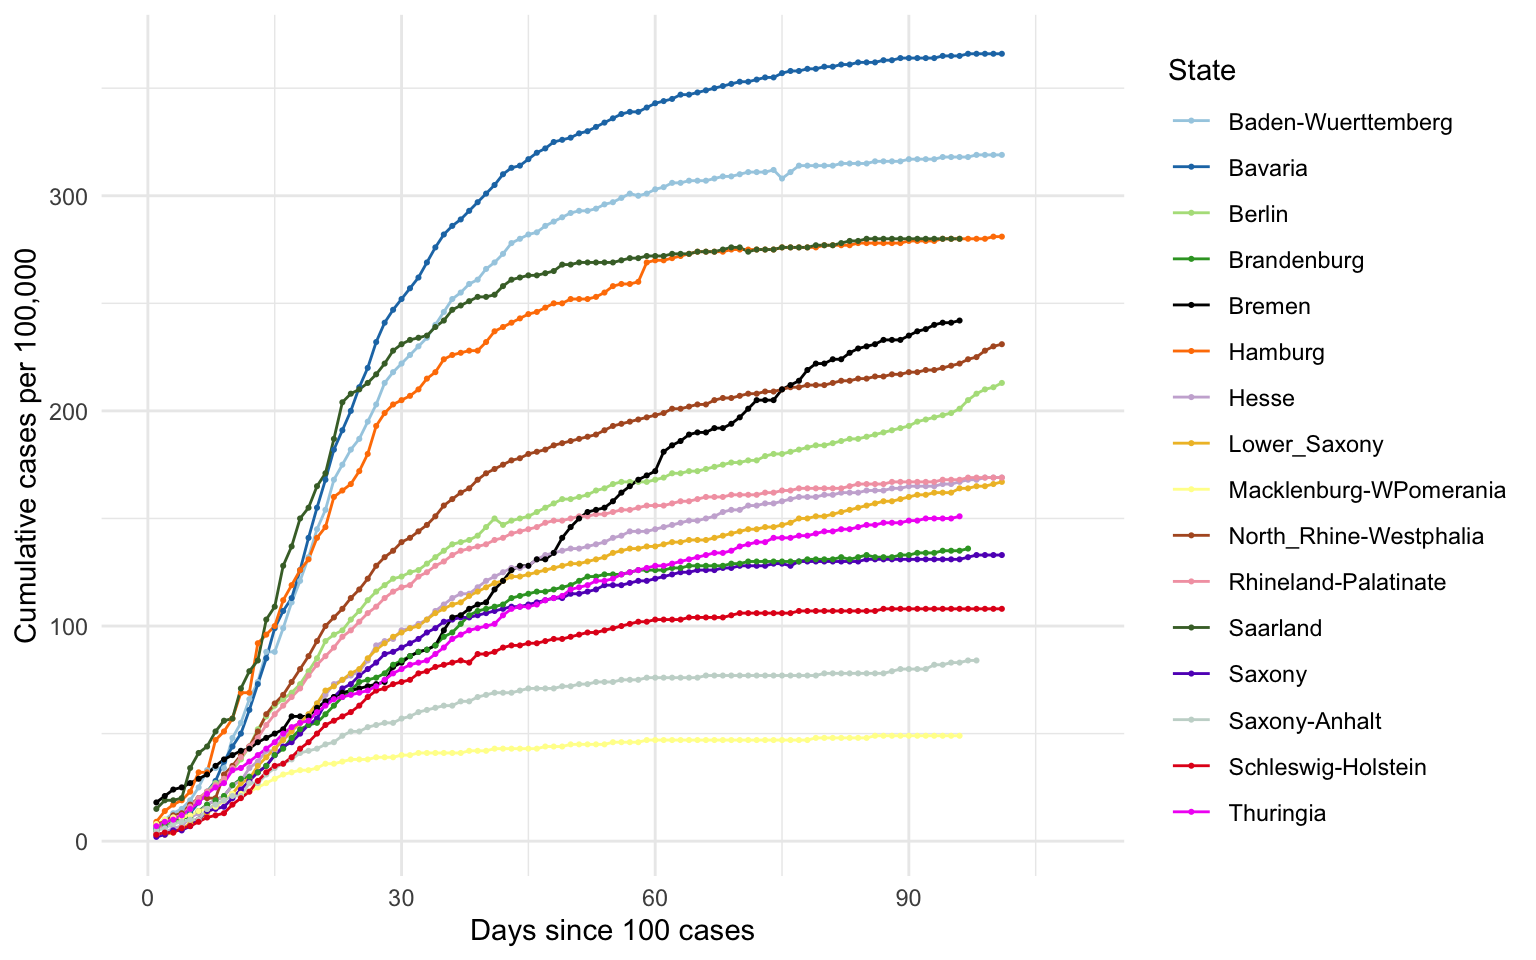 300
200
100
0
0 30 60 90
Days since 100 cases
Cumulative cases per 100,000
State
Baden-Wuerttemberg
Bavaria
Berlin
Brandenburg
Bremen
Hamburg
Hesse
Lower_Saxony
Macklenburg-WPomerania
North_Rhine-Westphalia
Rhineland-Palatinate
Saarland
Saxony
Saxony-Anhalt
Schleswig-Holstein
Thuringia